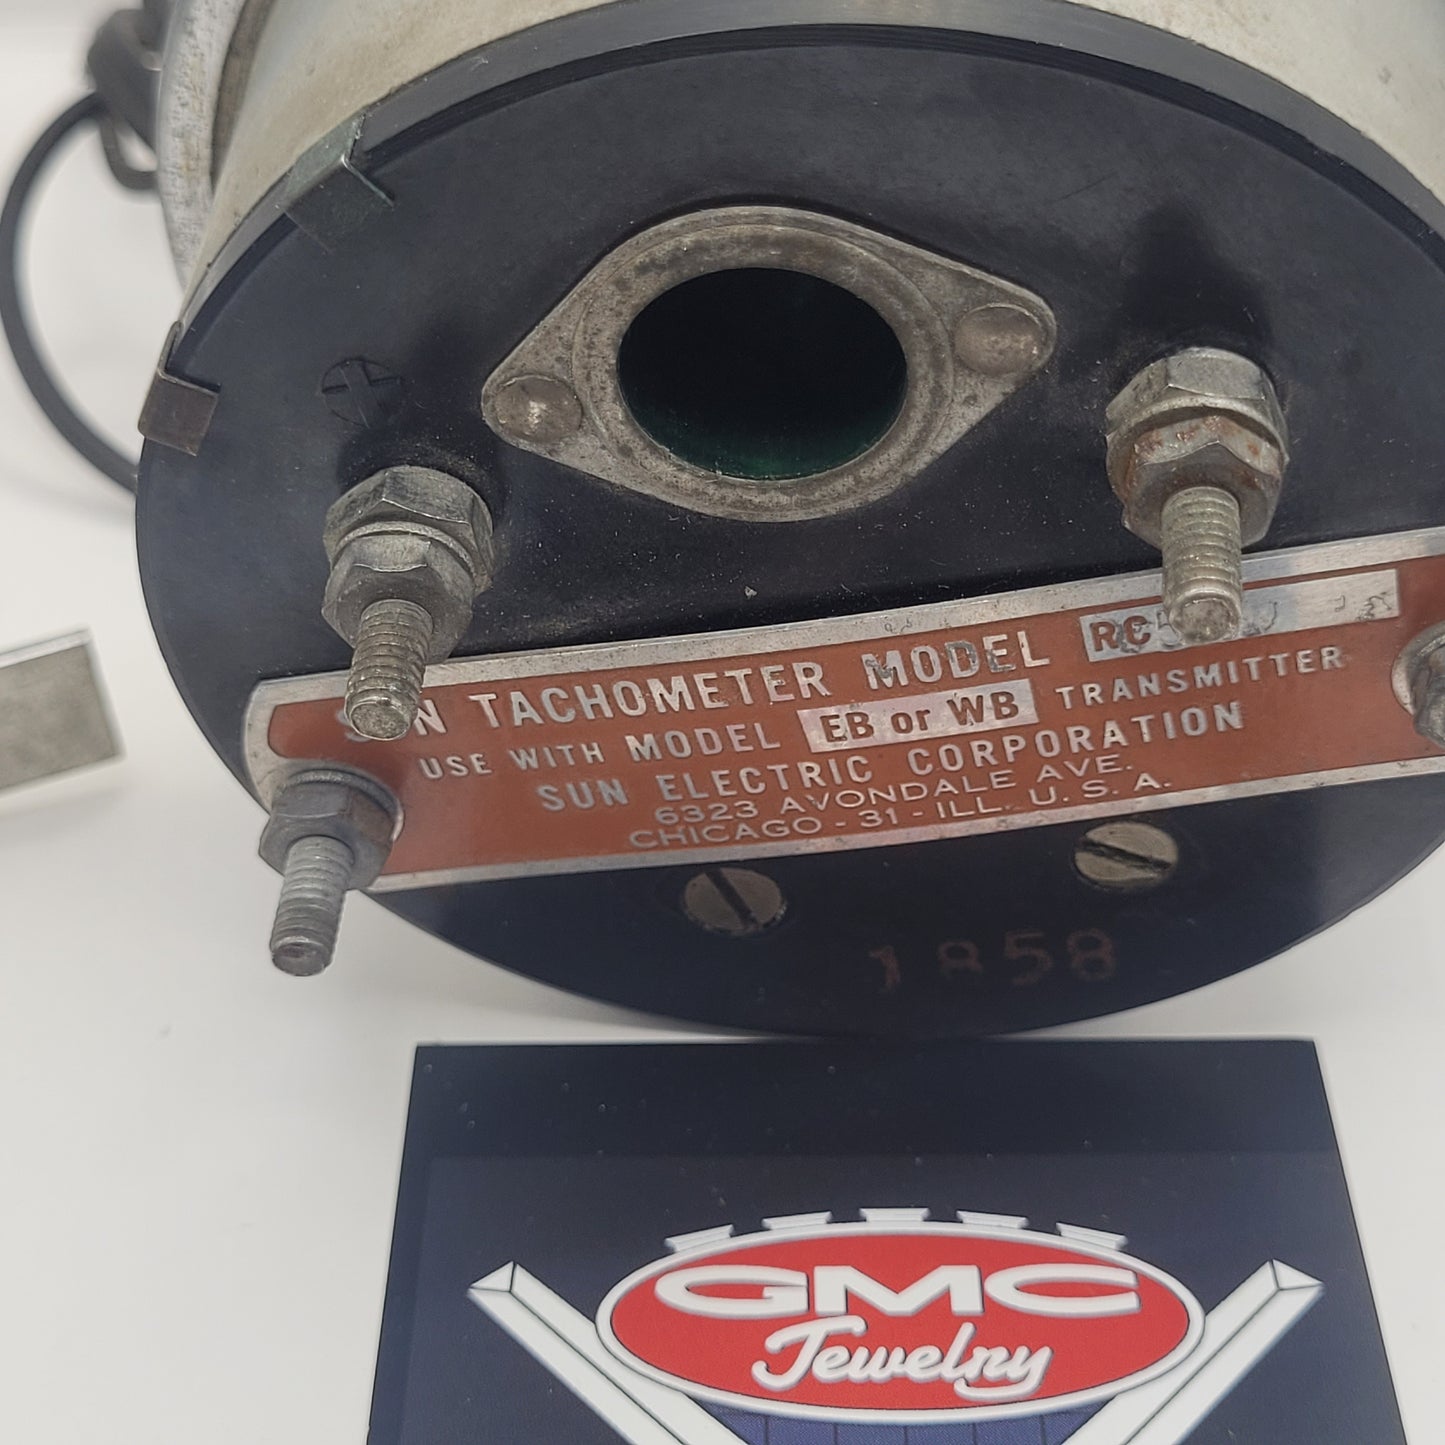 TACHOMETER MODEL
USE WITH MODEL EB or WB TRANSMITTER
SUN ELECTRIC CORPORATION
6323 AVONDALE AVE.
CHICAGO - 31 - ILL. U. S. A.
1858
GMC
Jewelry